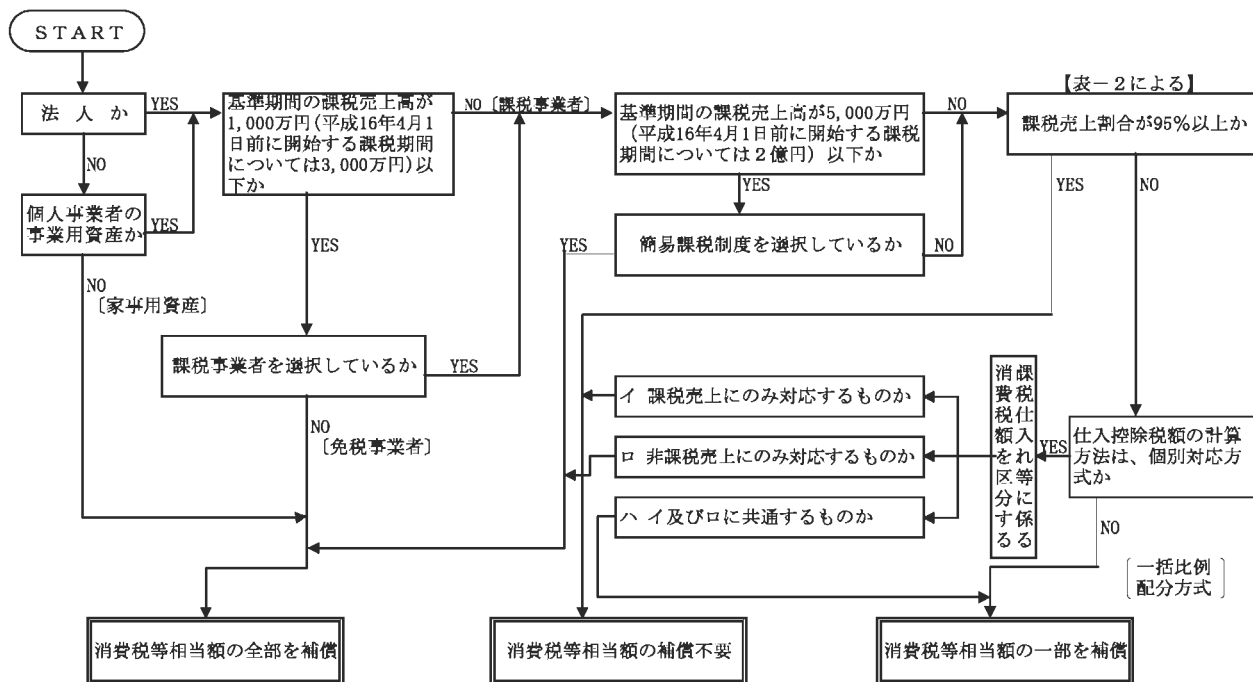 START
法人か
YES
NO
個人事業者の
事業用資産か
YES
NO
〔家専用資産〕
基準期間の課税売上高が
1,000万円(平成16年4月1
日前に開始する課税期間
については3,000万円)以
下か
NO〔課税事業者〕
YES
課税事業者を選択しているか
YES
NO
〔免税事業者〕
基準期間の課税売上高が5,000万円
(平成16年4月1日前に開始する課税
期間については2億円) 以下か
NO
YES
簡易課税制度を選択しているか
YES
NO
【表-2による】
課税売上割合が95%以上か
YES
NO
仕入控除税額の計算
方法は、個別対応方
式か
YES
NO
〔一括比例
配分方式〕
課税仕入れ等に係る
消費税額を区分する
イ 課税売上にのみ対応するものか
ロ 非課税売上にのみ対応するものか
ハ イ及びロに共通するものか
消費税等相当額の全部を補償
消費税等相当額の補償不要
消費税等相当額の一部を補償